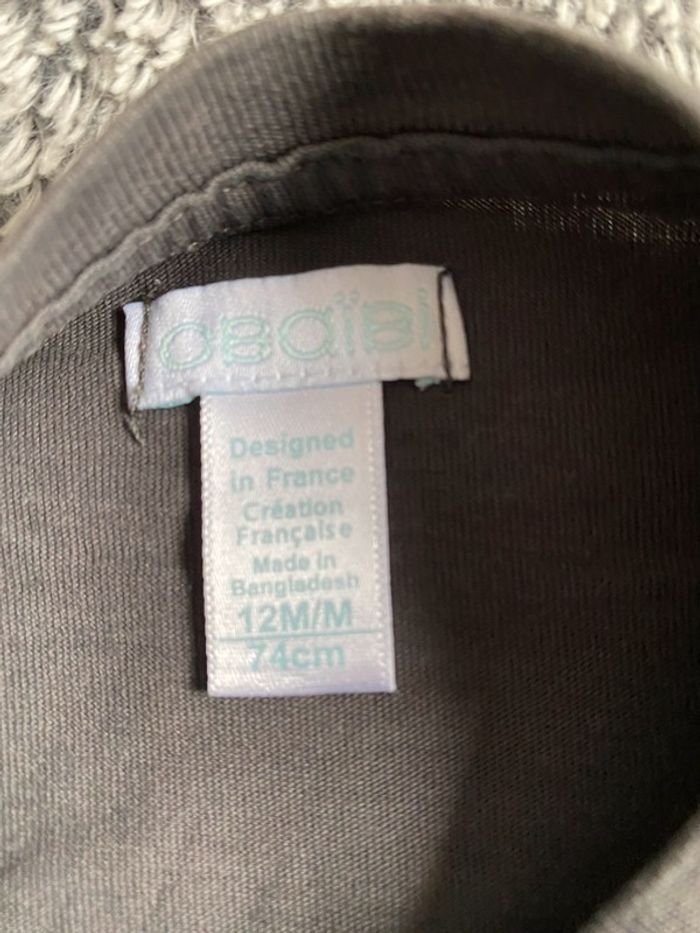 OBAÏBI
Designed
in France
Création
Française
Made in
Bangladesh
12M/M
74cm